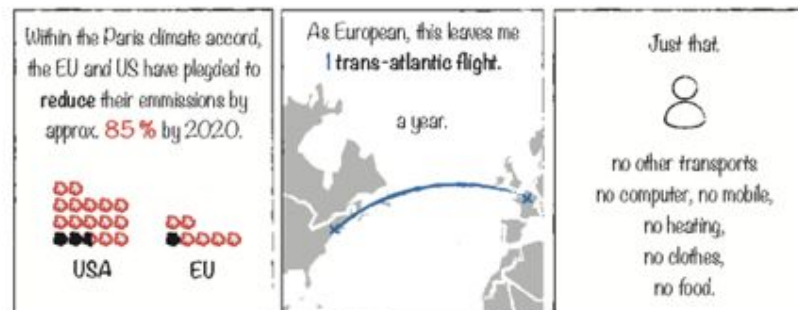 Within the Paris climate accord,
the EU and US have plegded to
reduce their emmissions by
approx. 85 % by 2020.
USA
EU
As European, this leaves me
1 trans-atlantic flight.
a year.
Just that.
no other transports
no computer, no mobile,
no heating,
no clothes,
no food.